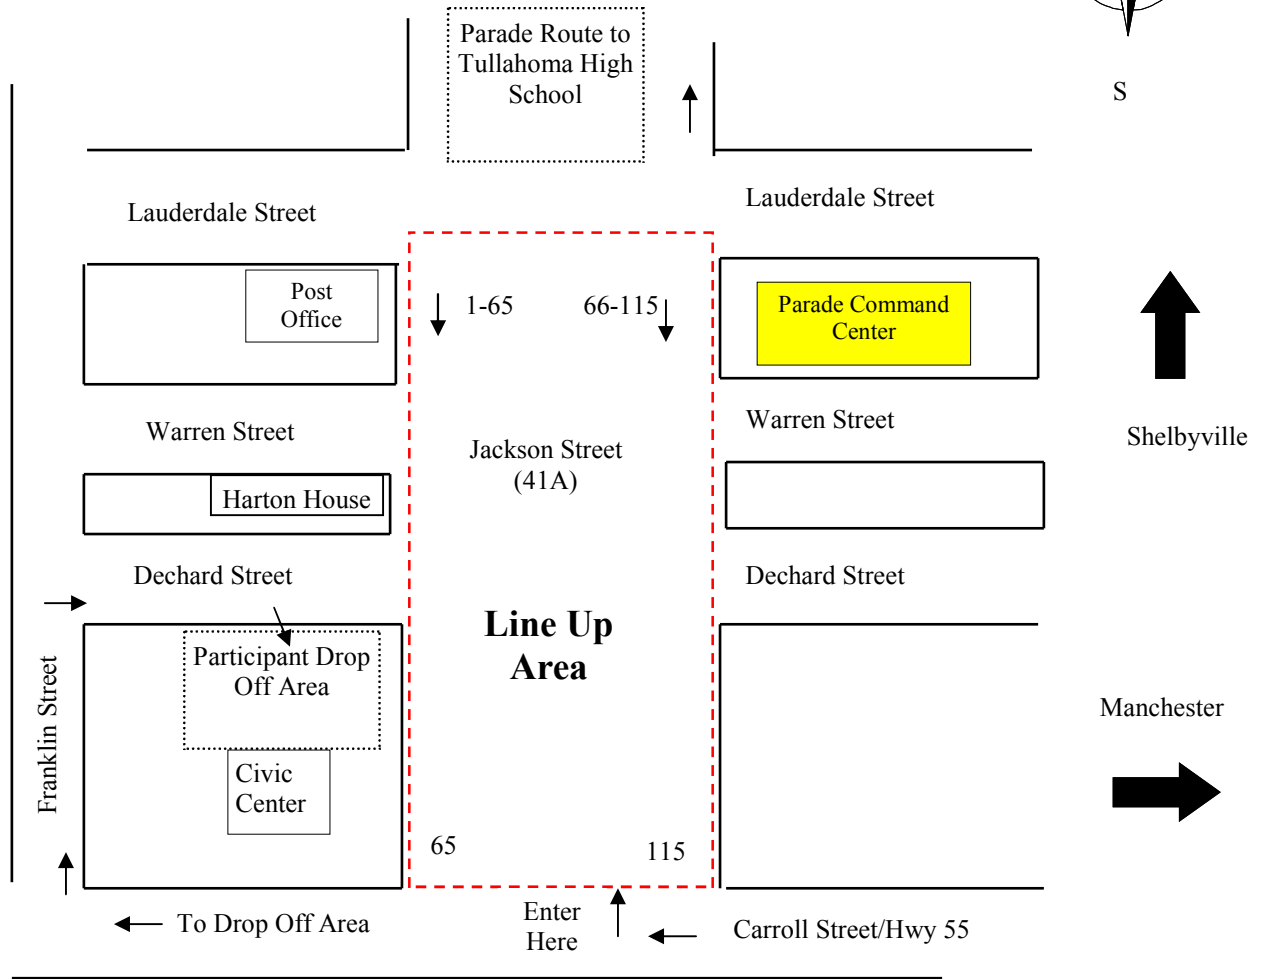 Parade Route to
Tullahoma High
School
S
Lauderdale Street
Lauderdale Street
Post
Office
1-65
66-115
Parade Command
Center
Warren Street
Jackson Street
(41A)
Warren Street
Shelbyville
Harton House
Dechard Street
Dechard Street
Line Up
Area
Participant Drop
Off Area
Franklin Street
Manchester
Civic
Center
65
115
To Drop Off Area
Enter
Here
Carroll Street/Hwy 55